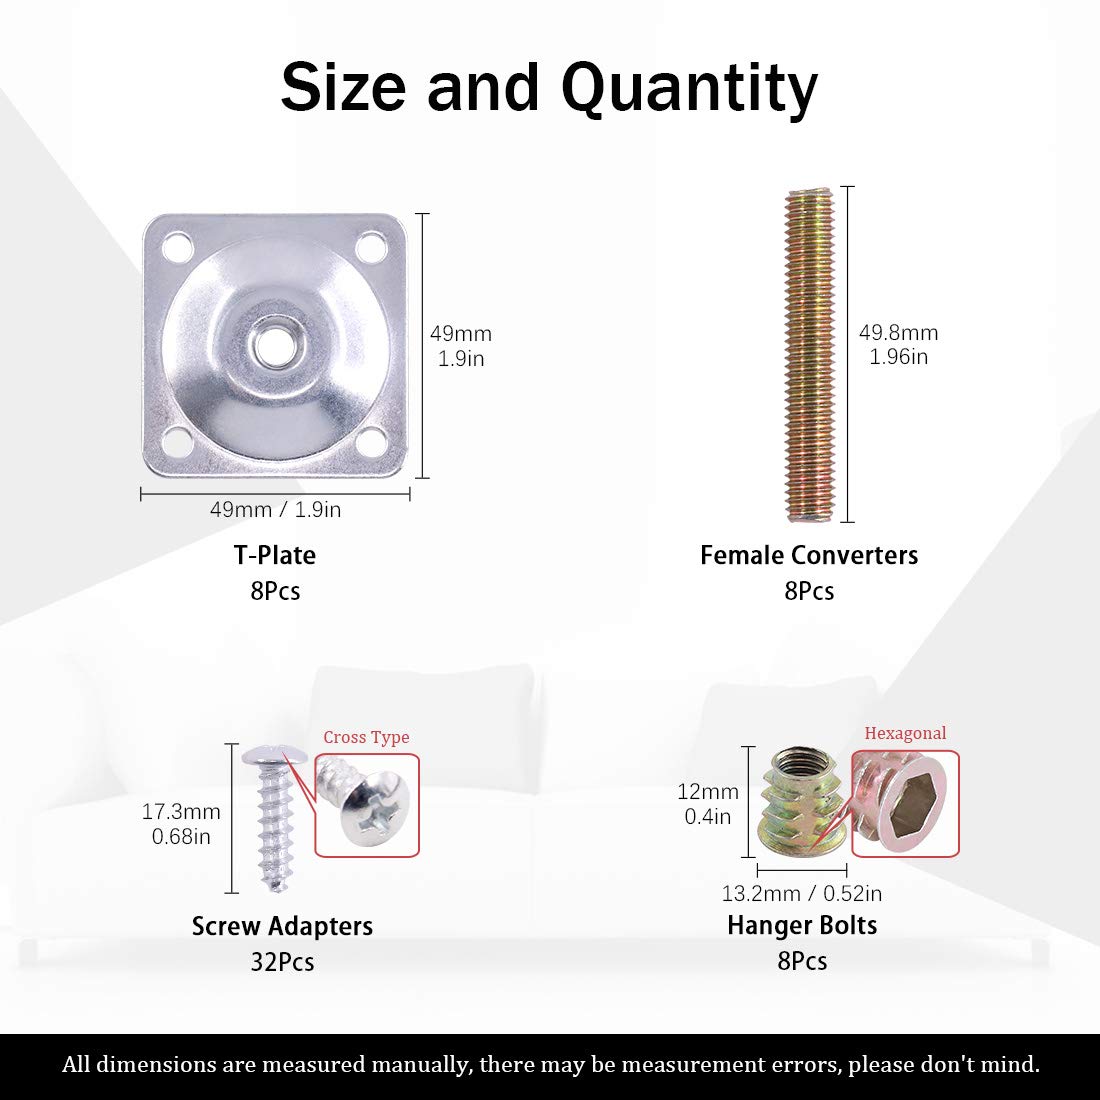 Size and Quantity
49mm
1.9in
49mm / 1.9in
T-Plate
8Pcs
49.8mm
1.96in
Female Converters
8Pcs
Cross Type
17.3mm
0.68in
Screw Adapters
32Pcs
Hexagonal
12mm
0.4in
13.2mm / 0.52in
Hanger Bolts
8Pcs
All dimensions are measured manually, there may be measurement errors, please don't mind.